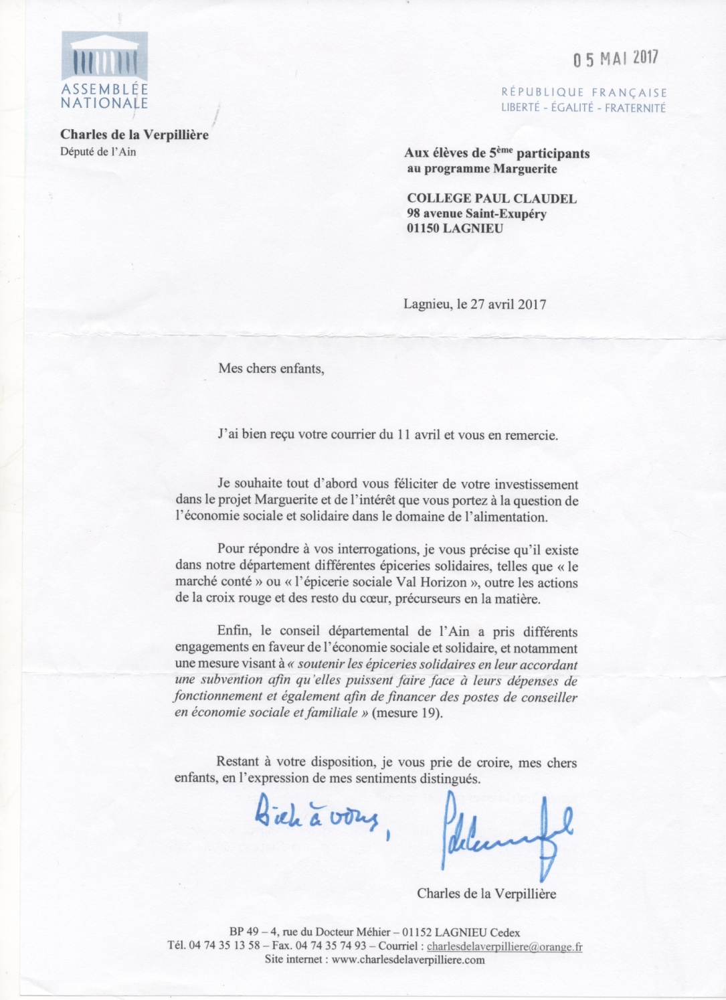 ASSEMBLÉE
NATIONALE
05 MAI 2017
RÉPUBLIQUE FRANÇAISE
LIBERTÉ - ÉGALITÉ - FRATERNITÉ
Charles de la Verpillière
Député de l'Ain
Aux élèves de 5ème participants
au programme Marguerite
COLLEGE PAUL CLAUDEL
98 avenue Saint-Exupéry
01150 LAGNIEU
Lagnieu, le 27 avril 2017
Mes chers enfants,
J'ai bien reçu votre courrier du 11 avril et vous en remercie.
Je souhaite tout d'abord vous féliciter de votre investissement
dans le projet Marguerite et de l'intérêt que vous portez à la question de
l'économie sociale et solidaire dans le domaine de l'alimentation.
Pour répondre à vos interrogations, je vous précise qu'il existe
dans notre département différentes épiceries solidaires, telles que « le
marché conté » ou « l'épicerie sociale Val Horizon », outre les actions
de la croix rouge et des resto du cœur, précurseurs en la matière.
Enfin, le conseil départemental de l'Ain a pris différents
engagements en faveur de l'économie sociale et solidaire, et notamment
une mesure visant à « soutenir les épiceries solidaires en leur accordant
une subvention afin qu'elles puissent faire face à leurs dépenses de
fonctionnement et également afin de financer des postes de conseiller
en économie sociale et familiale » (mesure 19).
Restant à votre disposition, je vous prie de croire, mes chers
enfants, en l'expression de mes sentiments distingués.
Bien à vous,
Charles de la Verpillière
BP 49 – 4, rue du Docteur Méhier – 01152 LAGNIEU Cedex
Tél. 04 74 35 13 58 – Fax. 04 74 35 74 93 – Courriel : charlesdelaverpilliere@orange.fr
Site internet : www.charlesdelaverpilliere.com